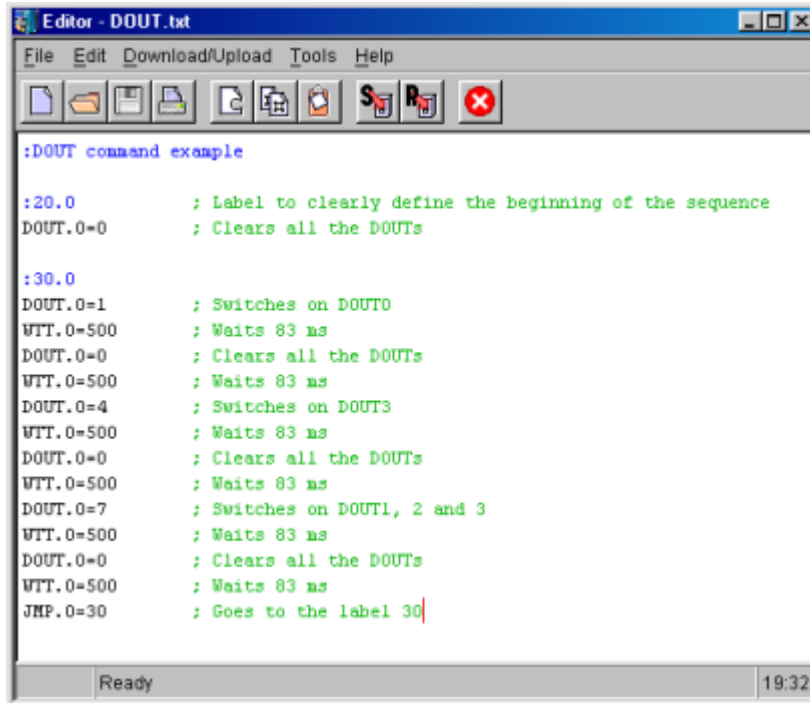 Editor - DOUT.txt
File Edit Download/Upload Tools Help
S R
:DOUT command example
:20.0 ; Label to clearly define the beginning of the sequence
DOUT.0=0 ; Clears all the DOUTs
:30.0
DOUT.0=1 ; Switches on DOUT0
WTT.0=500 ; Waits 83 ms
DOUT.0=0 ; Clears all the DOUTs
WTT.0=500 ; Waits 83 ms
DOUT.0=4 ; Switches on DOUT3
WTT.0=500 ; Waits 83 ms
DOUT.0=0 ; Clears all the DOUTs
WTT.0=500 ; Waits 83 ms
DOUT.0=7 ; Switches on DOUT1, 2 and 3
WTT.0=500 ; Waits 83 ms
DOUT.0=0 ; Clears all the DOUTs
WTT.0=500 ; Waits 83 ms
JMP.0=30 ; Goes to the label 30
Ready 19:32